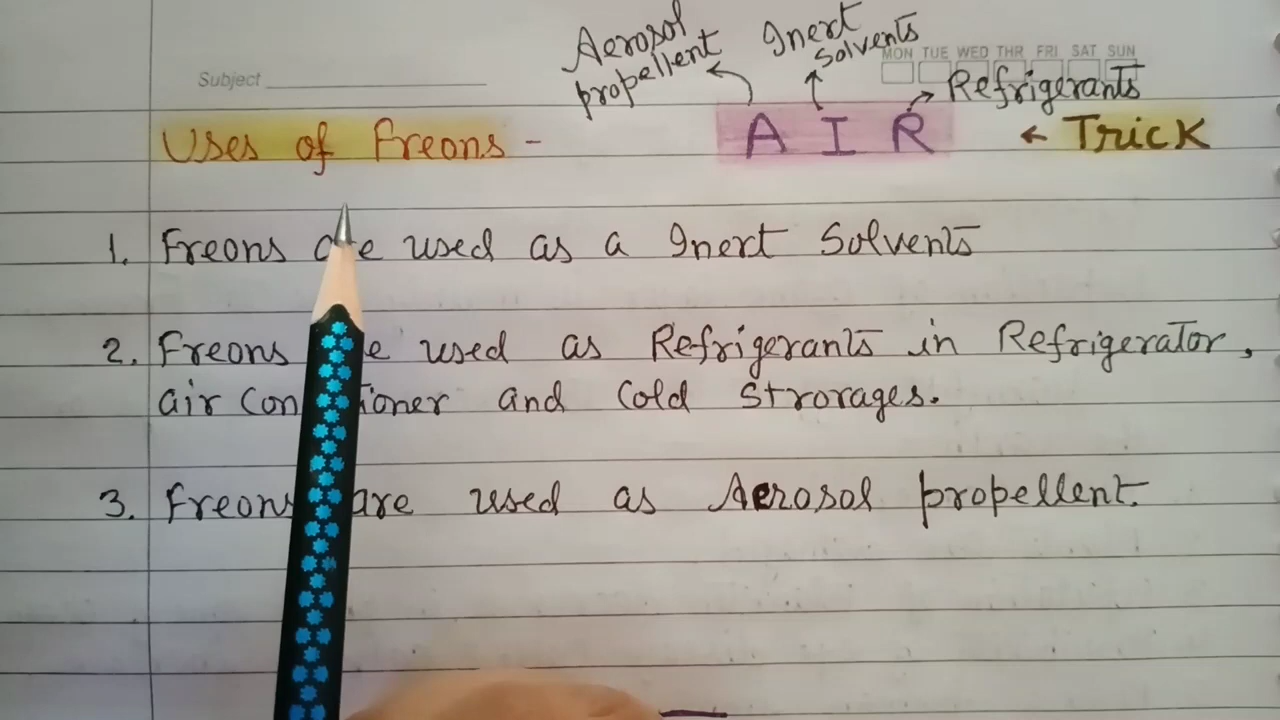 Aerosol propellent
Inert Solvents
MON TUE WED THR FRI SAT SUN
Subject
Refrigerants
Uses of Freons -
A I R ← Trick
1. Freons are used as a Inert Solvents
2. Freons used as Refrigerants in Refrigerator,
air and Cold Strorages.
3. Freons are used as Aerosol propellent.